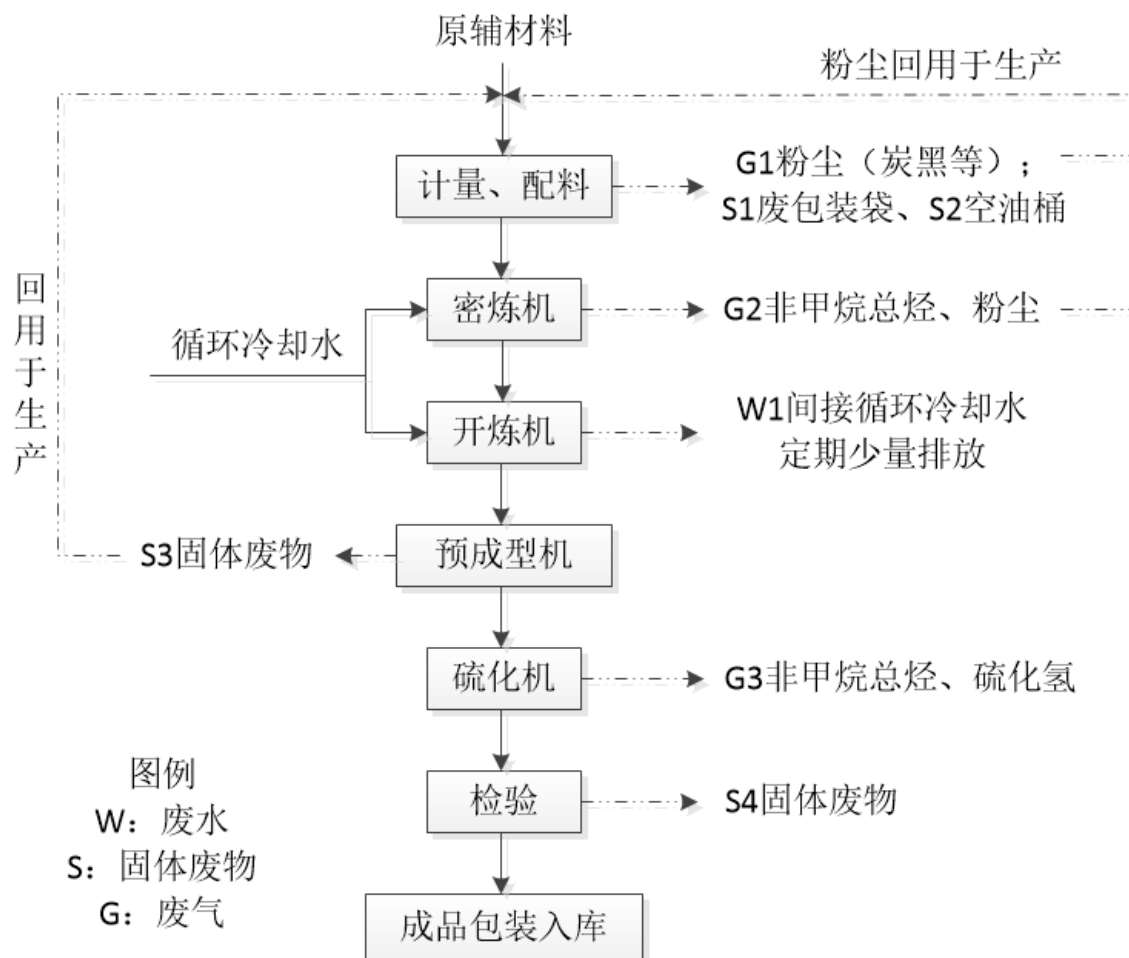 原辅材料
粉尘回用于生产
计量、配料
G1粉尘（炭黑等）；
S1废包装袋、S2空油桶
回用于生产
密炼机
G2非甲烷总烃、粉尘
循环冷却水
开炼机
W1间接循环冷却水
定期少量排放
S3固体废物
预成型机
硫化机
G3非甲烷总烃、硫化氢
检验
S4固体废物
图例
W：废水
S：固体废物
G：废气
成品包装入库